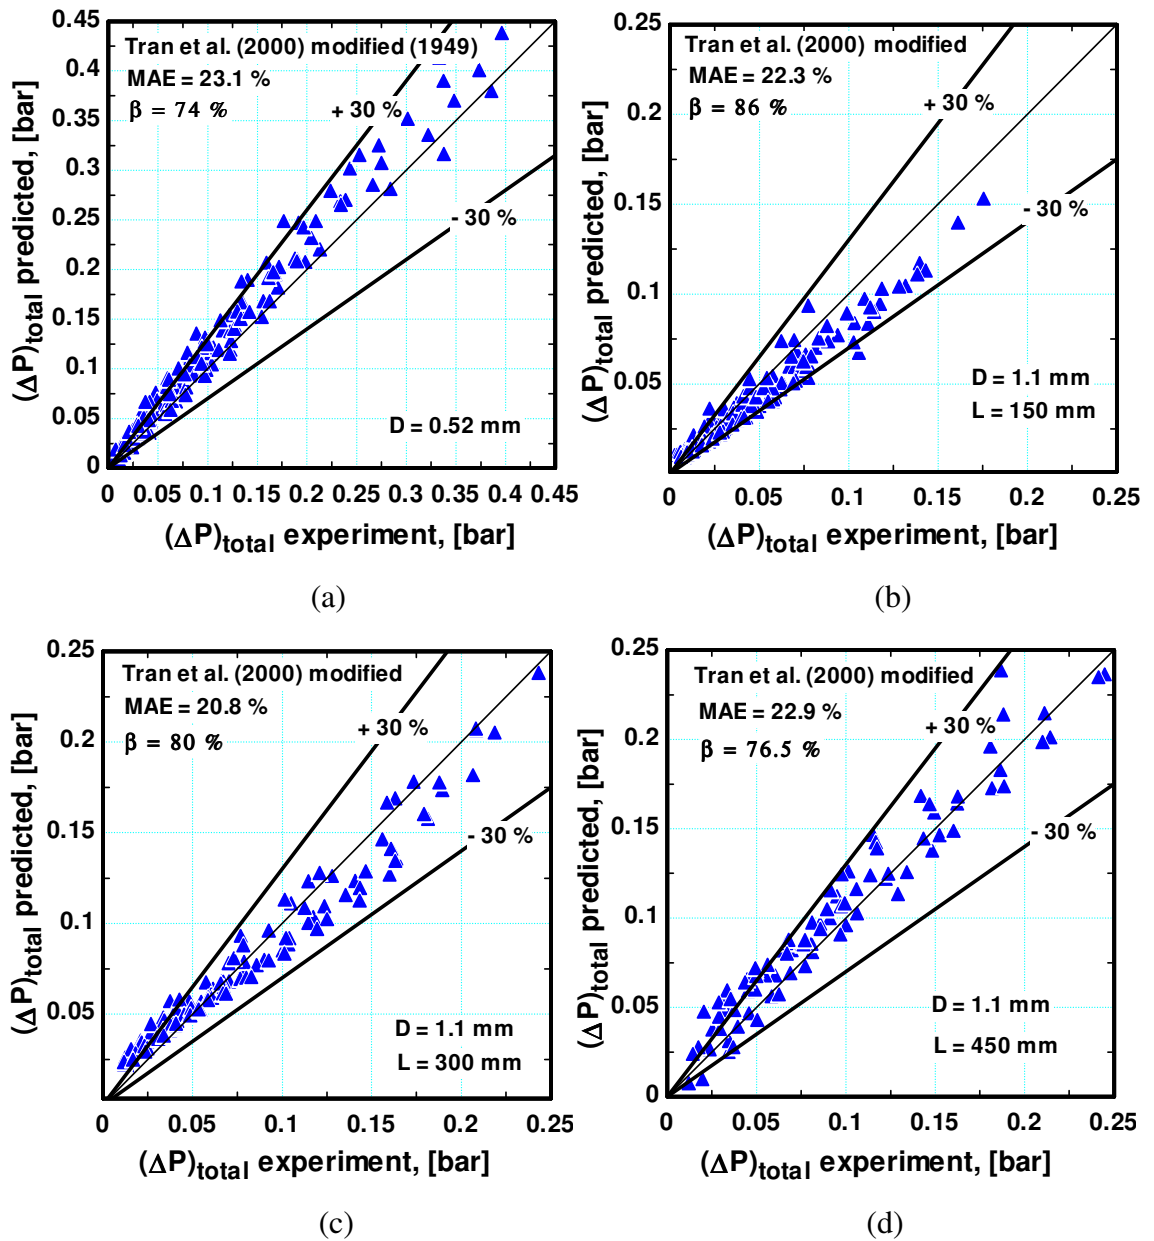 Tran et al. (2000) modified (1949)
MAE = 23.1 %
β = 74 %
+ 30 %
- 30 %
D = 0.52 mm
0.45
0.4
0.35
0.3
0.25
0.2
0.15
0.1
0.05
0
0 0.05 0.1 0.15 0.2 0.25 0.3 0.35 0.4 0.45
(ΔP)total predicted, [bar]
(ΔP)total experiment, [bar]
(a)
Tran et al. (2000) modified
MAE = 22.3 %
β = 86 %
+ 30 %
- 30 %
D = 1.1 mm
L = 150 mm
0.25
0.2
0.15
0.1
0.05
0 0.05 0.1 0.15 0.2 0.25
(ΔP)total predicted, [bar]
(ΔP)total experiment, [bar]
(b)
Tran et al. (2000) modified
MAE = 20.8 %
β = 80 %
+ 30 %
- 30 %
D = 1.1 mm
L = 300 mm
0.25
0.2
0.15
0.1
0.05
0 0.05 0.1 0.15 0.2 0.25
(ΔP)total predicted, [bar]
(ΔP)total experiment, [bar]
(c)
Tran et al. (2000) modified
MAE = 22.9 %
β = 76.5 %
+ 30 %
- 30 %
D = 1.1 mm
L = 450 mm
0.25
0.2
0.15
0.1
0.05
0
0 0.05 0.1 0.15 0.2 0.25
(ΔP)total predicted, [bar]
(ΔP)total experiment, [bar]
(d)